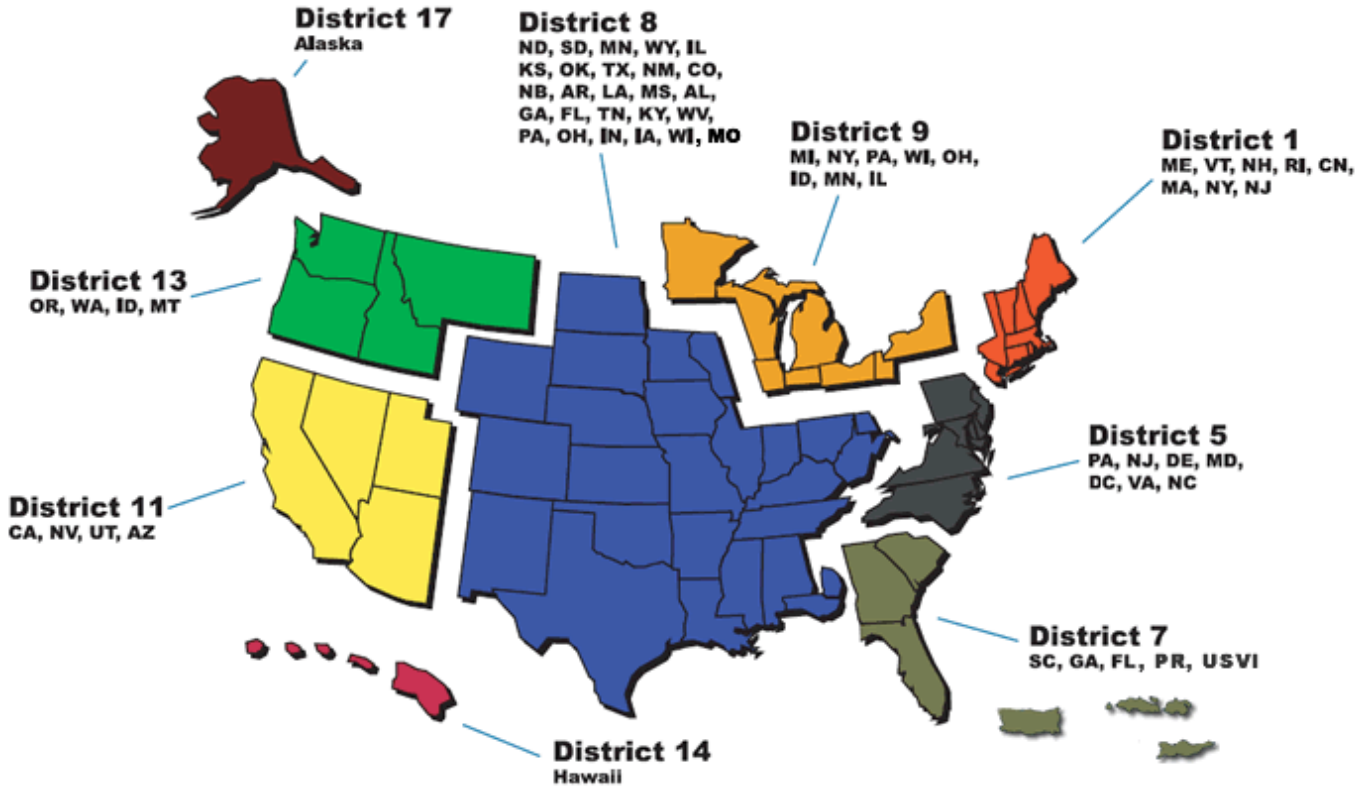 District 17
Alaska
District 8
ND, SD, MN, WY, IL
KS, OK, TX, NM, CO,
NB, AR, LA, MS, AL,
GA, FL, TN, KY, WV,
PA, OH, IN, IA, WI, MO
District 9
MI, NY, PA, WI, OH,
ID, MN, IL
District 1
ME, VT, NH, RI, CN,
MA, NY, NJ
District 13
OR, WA, ID, MT
District 5
PA, NJ, DE, MD,
DC, VA, NC
District 11
CA, NV, UT, AZ
District 7
SC, GA, FL, PR, USVI
District 14
Hawaii